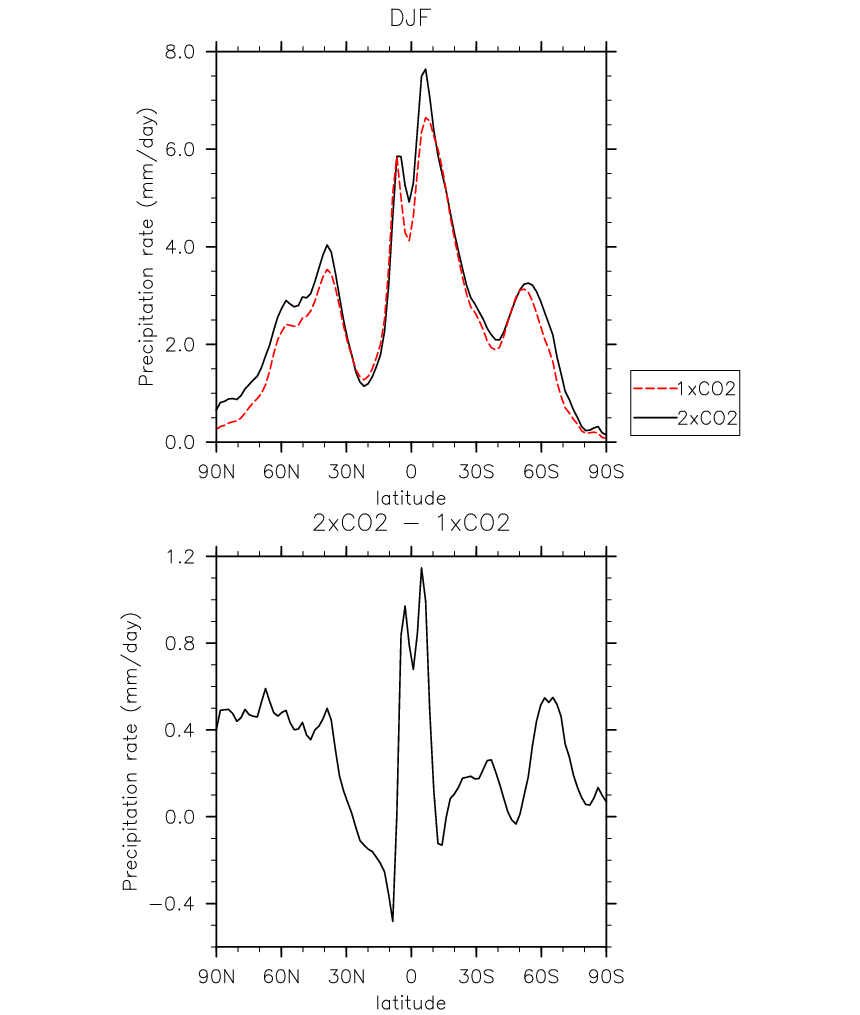 DJF
8.0
6.0
4.0
2.0
0.0
Precipitation rate (mm/day)
90N 60N 30N 0 30S 60S 90S
latitude
1xCO2
2xCO2
2xCO2 − 1xCO2
1.2
0.8
0.4
0.0
−0.4
Precipitation rate (mm/day)
90N 60N 30N 0 30S 60S 90S
latitude